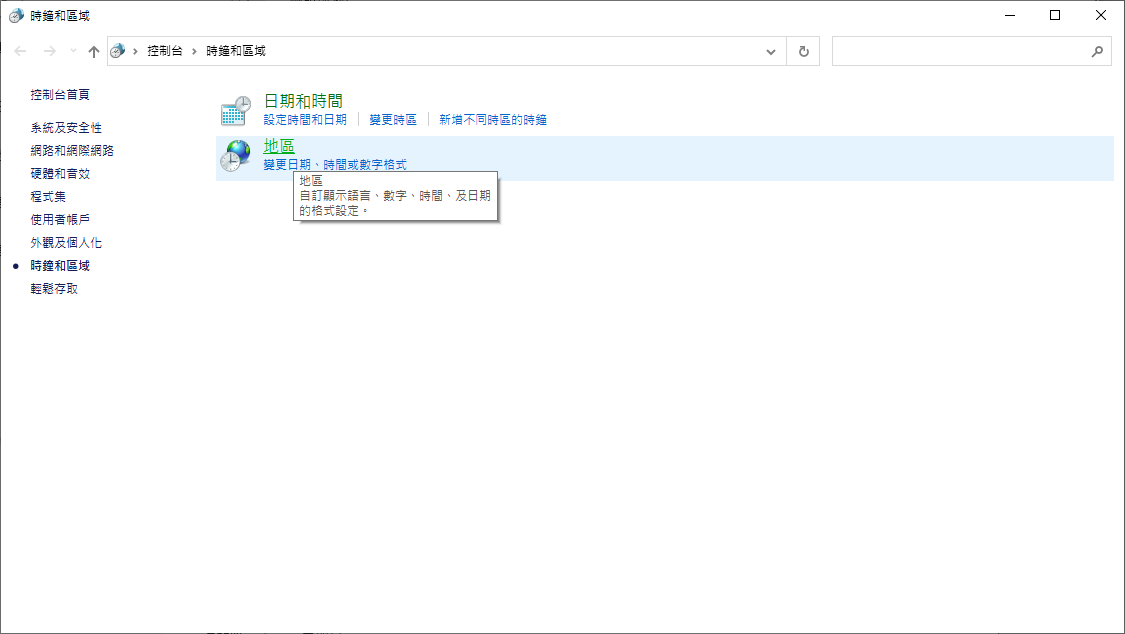 時鐘和區域
控制台 時鐘和區域
控制台首頁
系統及安全性
網路和網際網路
硬體和音效
程式集
使用者帳戶
外觀及個人化
時鐘和區域
輕鬆存取
日期和時間
設定時間和日期 變更時區 新增不同時區的時鐘
地區
變更日期、時間或數字格式
地區
自訂顯示語言、數字、時間、及日期
的格式設定。